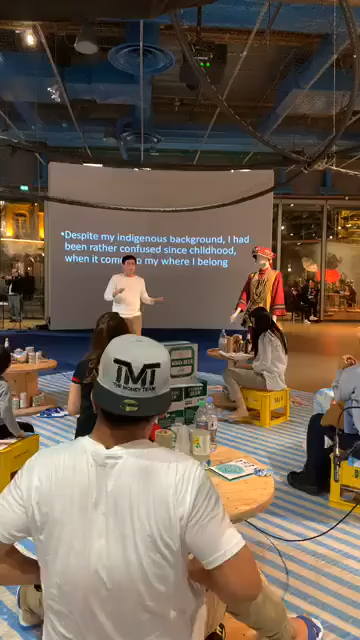 •Despite my indigenous background, I had
been rather confused since childhood,
when it com to my where I belong
TMT
THE MONEY TEAM